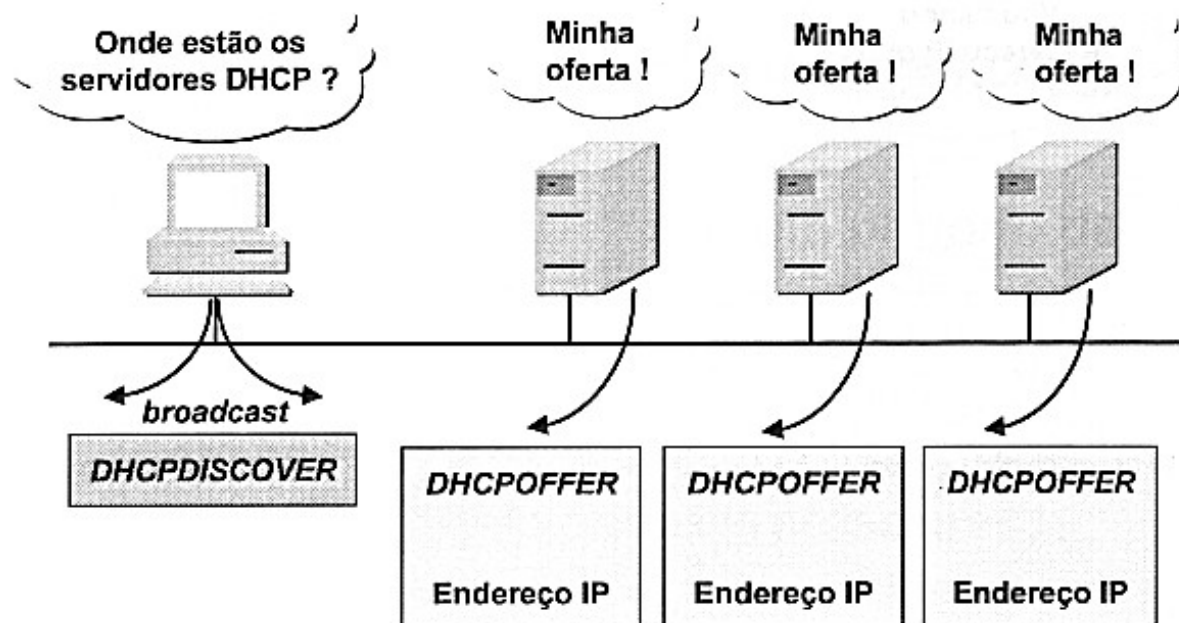 Onde estão os
servidores DHCP ?
Minha
oferta !
Minha
oferta !
Minha
oferta !
broadcast
DHCPDISCOVER
DHCPOFFER
Endereço IP
DHCPOFFER
Endereço IP
DHCPOFFER
Endereço IP